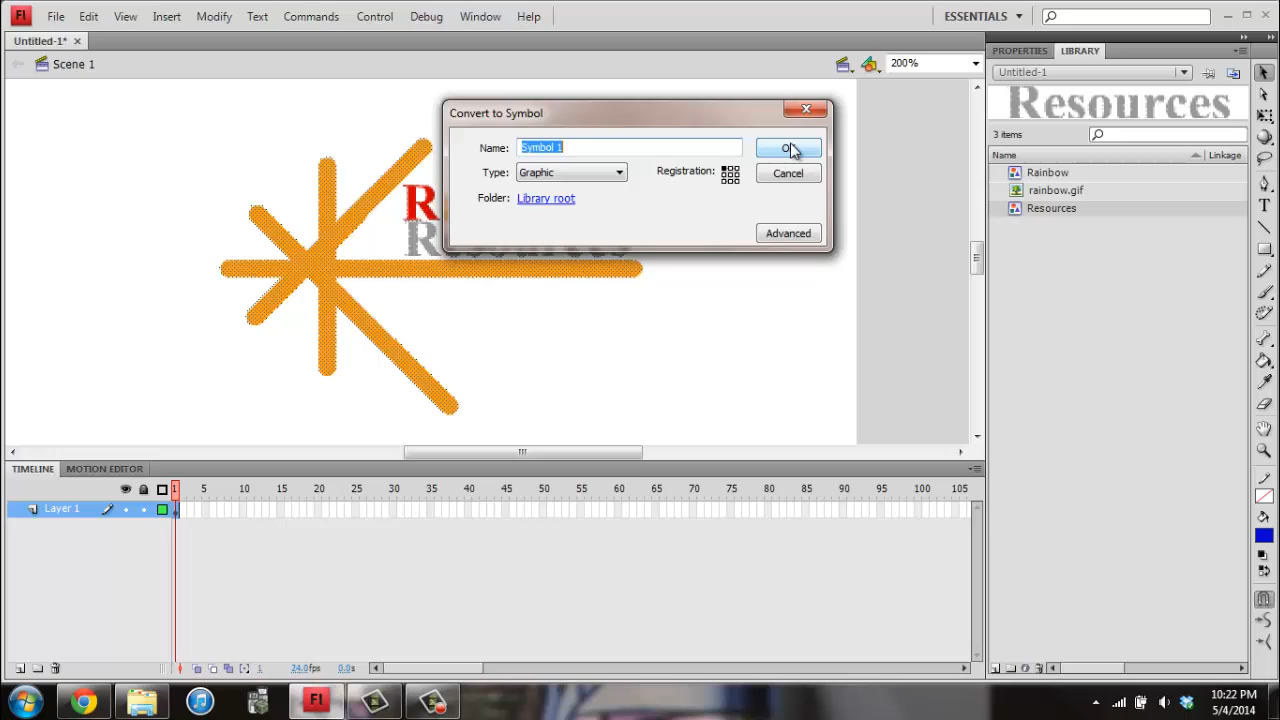 Fl File Edit View Insert Modify Text Commands Control Debug Window Help ESSENTIALS
Untitled-1* PROPERTIES LIBRARY
Scene 1 200% Untitled-1
Resources
Convert to Symbol
3 items
Name: Symbol 1 Name Linkage
Type: Graphic Registration: Cancel Rainbow
rainbow.gif
Folder: Library root Resources
R
Resources Advanced
TIMELINE MOTION EDITOR
1 5 10 15 20 25 30 35 40 45 50 55 60 65 70 75 80 85 90 95 100 105
Layer 1
1 24.0fps 0.0s
Fl 10:22 PM
5/4/2014